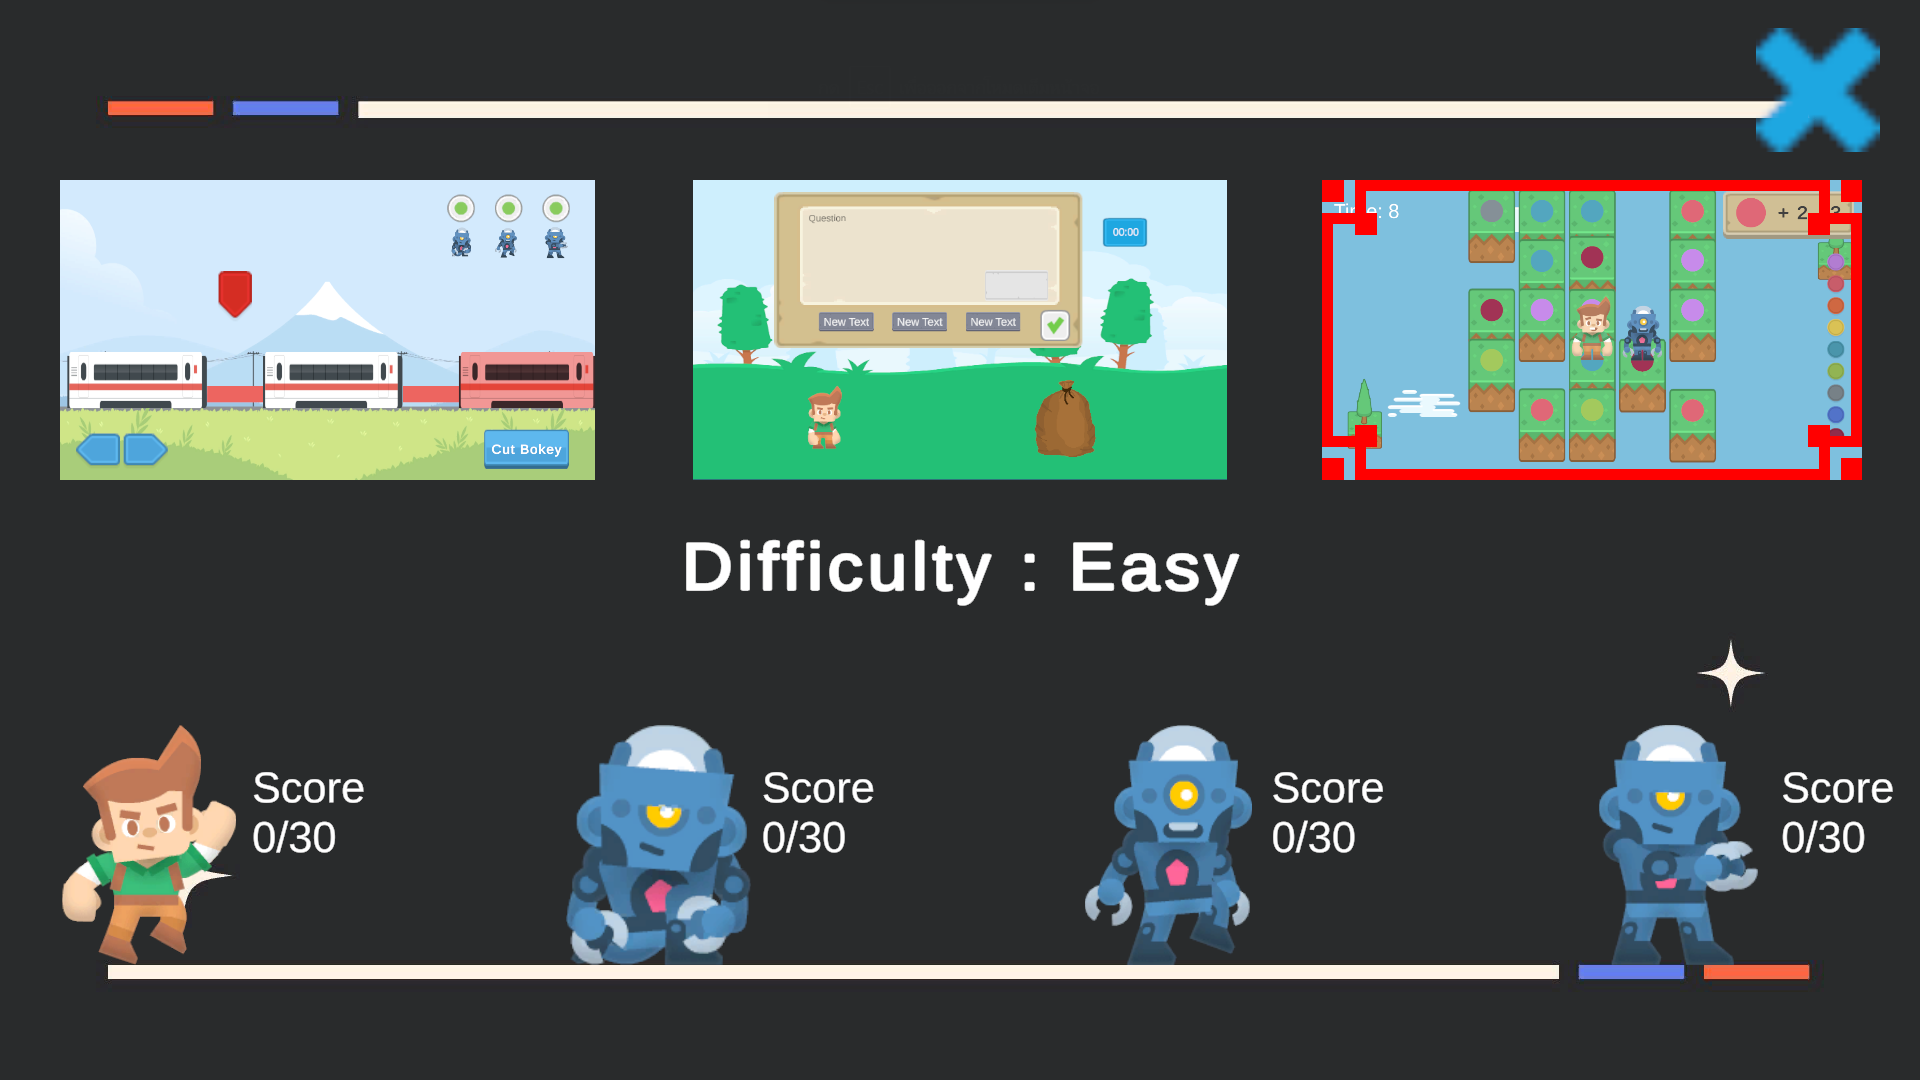 Cut Bokey
Question
00:00
New Text New Text New Text
Time: 8
+ 2
Difficulty : Easy
Score
0/30
Score
0/30
Score
0/30
Score
0/30